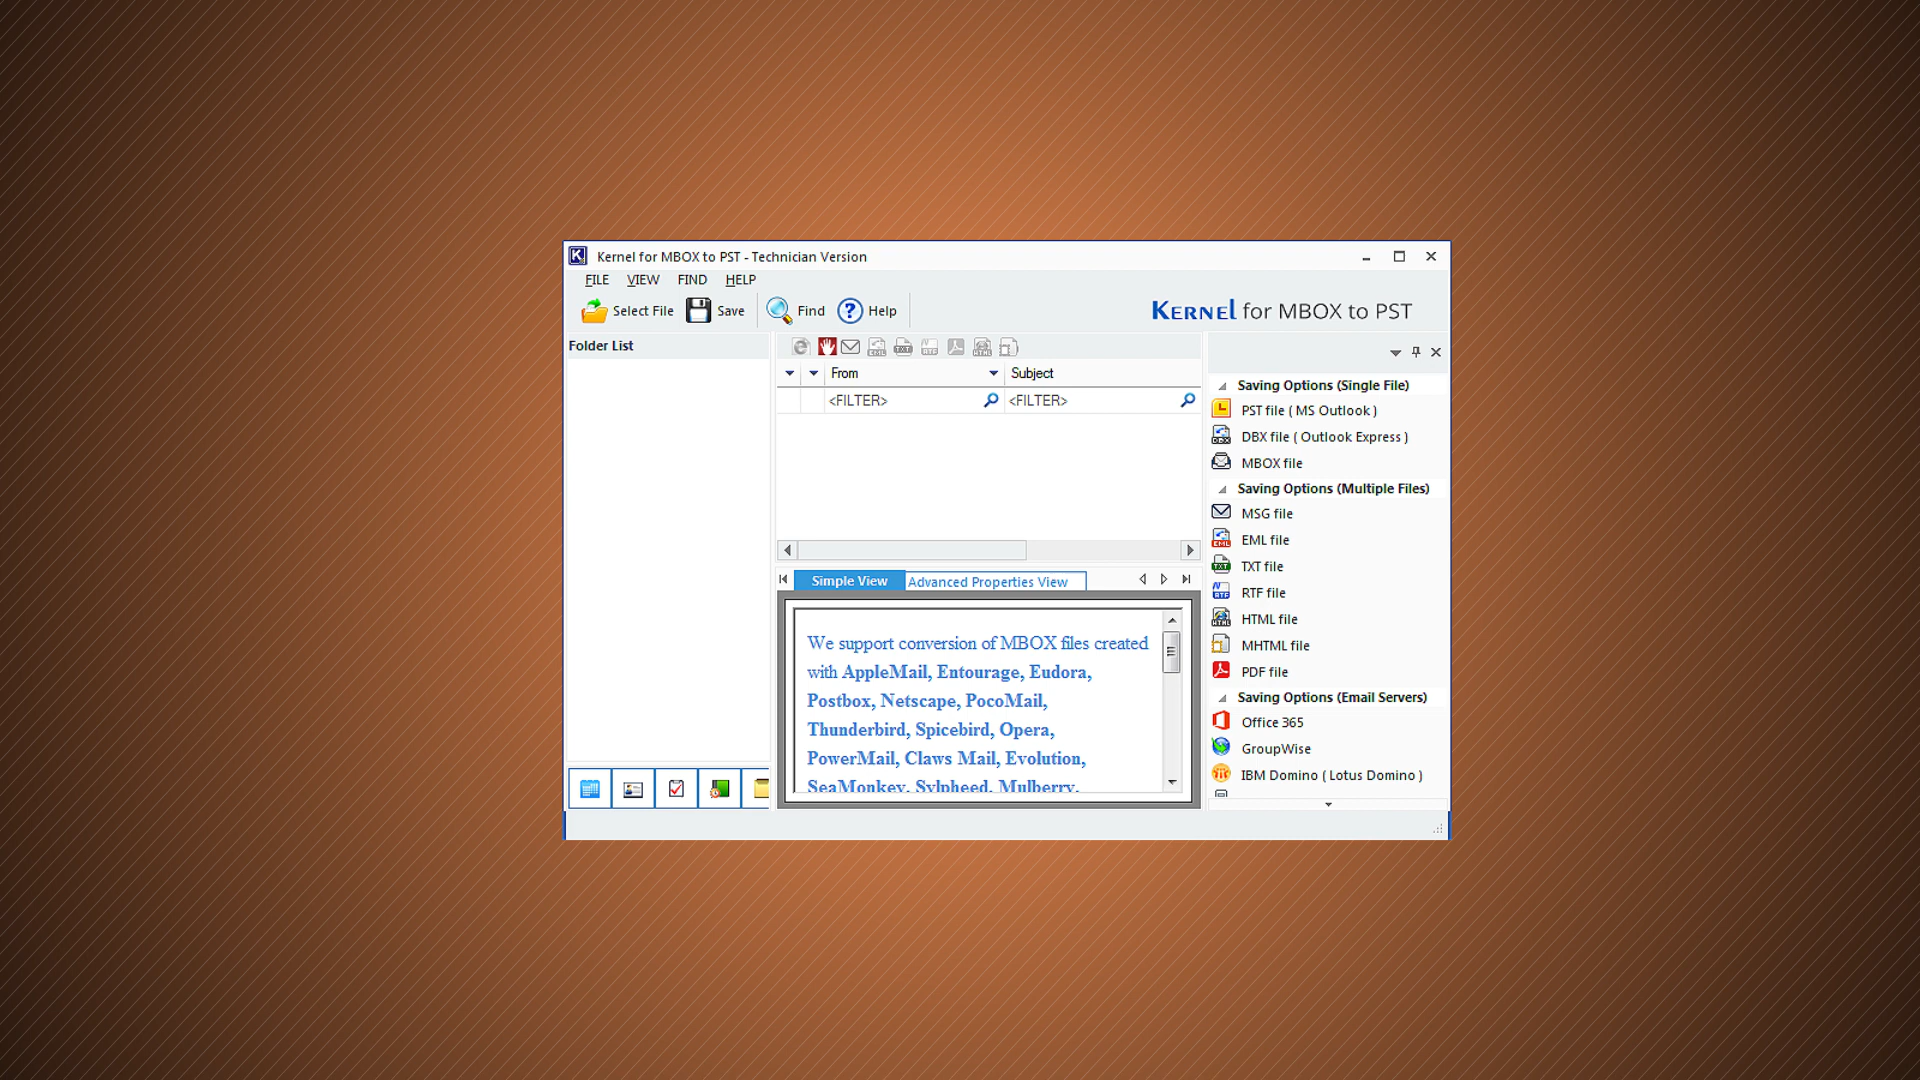 Kernel for MBOX to PST - Technician Version
FILE VIEW FIND HELP
Select File Save Find Help
KERNEL for MBOX to PST
Folder List
From Subject
<FILTER> <FILTER>
Simple View Advanced Properties View
We support conversion of MBOX files created
with AppleMail, Entourage, Eudora,
Postbox, Netscape, PocoMail,
Thunderbird, Spicebird, Opera,
PowerMail, Claws Mail, Evolution,
SeaMonkey, Sylpheed, Mulberry,
Saving Options (Single File)
PST file ( MS Outlook )
DBX file ( Outlook Express )
MBOX file
Saving Options (Multiple Files)
MSG file
EML file
TXT file
RTF file
HTML file
MHTML file
PDF file
Saving Options (Email Servers)
Office 365
GroupWise
IBM Domino ( Lotus Domino )